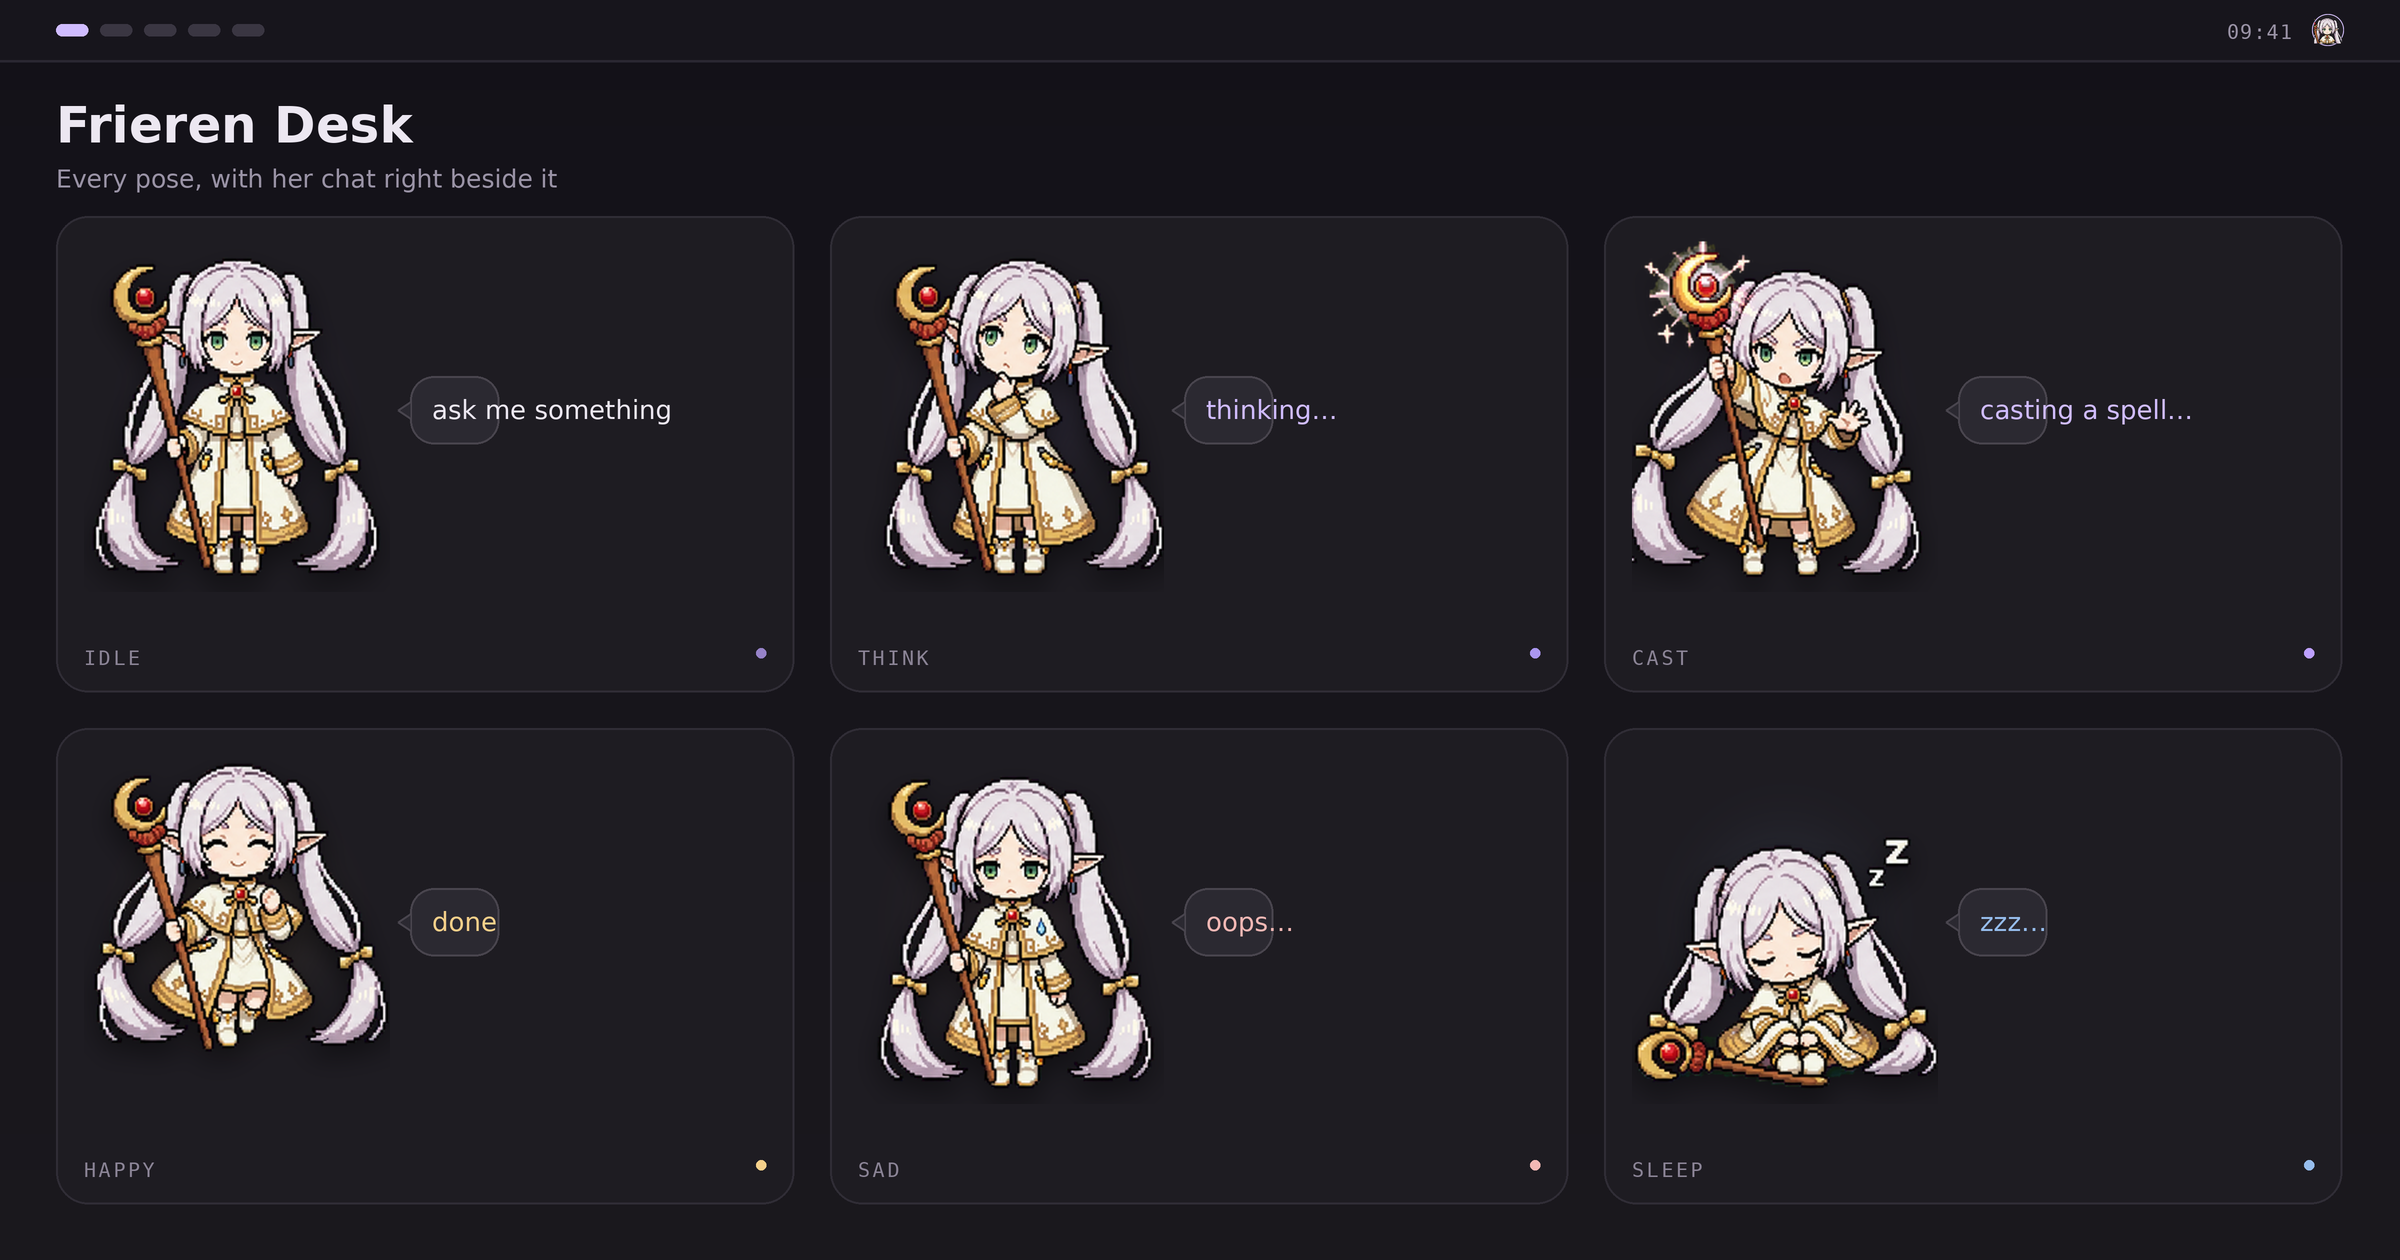 09:41
Frieren Desk
Every pose, with her chat right beside it
ask me something
thinking...
casting a spell...
IDLE
THINK
CAST
z
z
done
oops...
zzz...
HAPPY
SAD
SLEEP